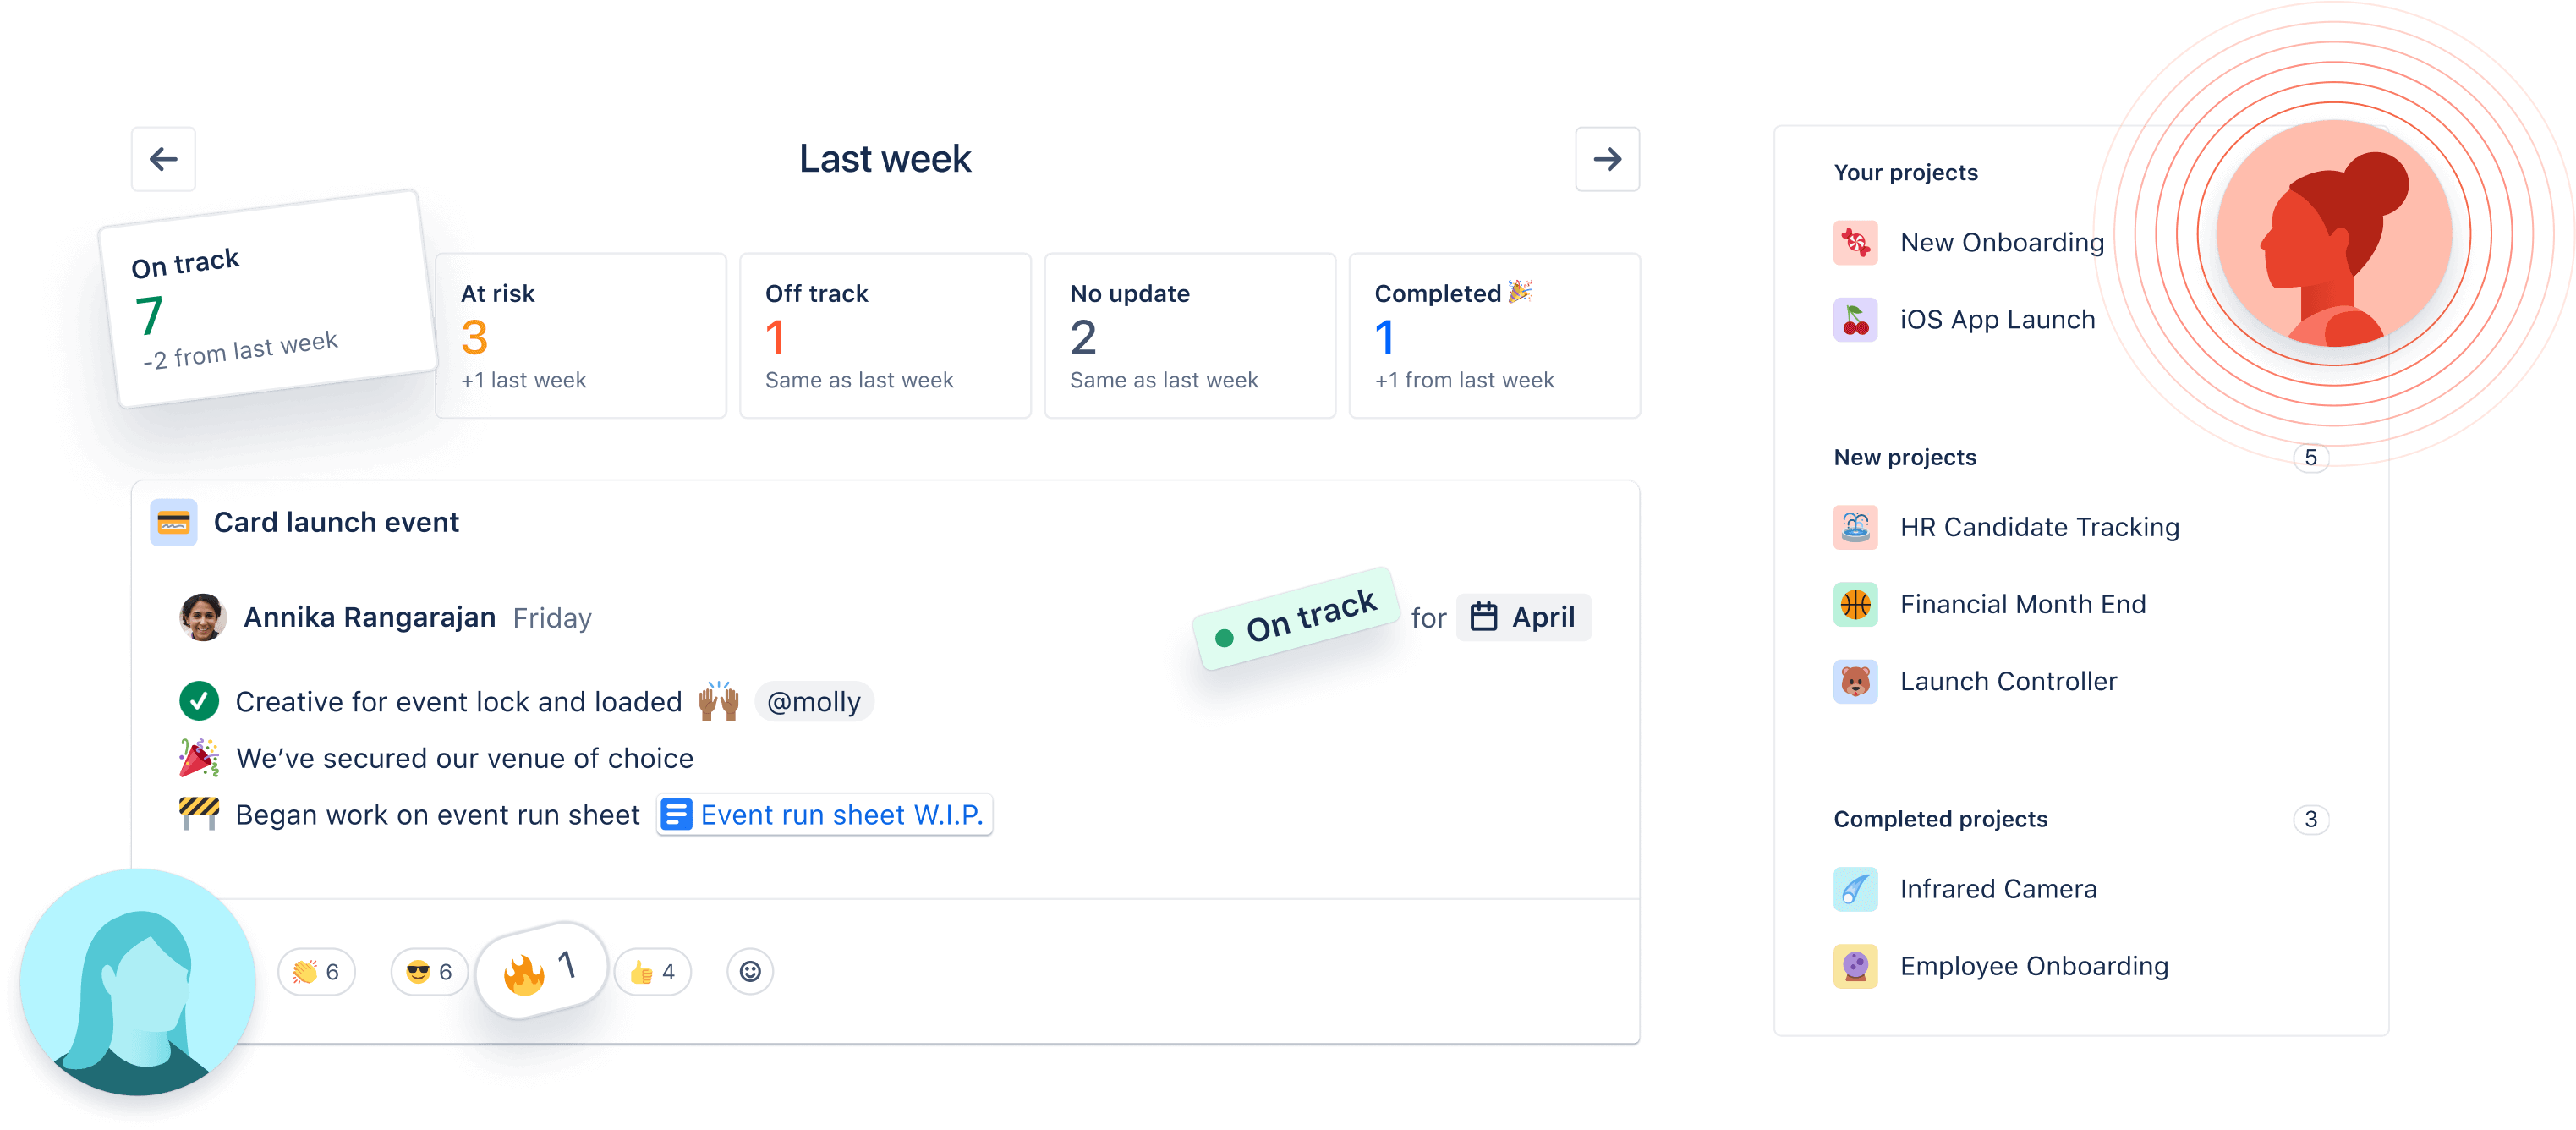 Last week
On track
7
-2 from last week
At risk
3
+1 last week
Off track
1
Same as last week
No update
2
Same as last week
Completed 🎉
1
+1 from last week
Card launch event
Annika Rangarajan Friday
On track for April
Creative for event lock and loaded 🙌🏾 @molly
We’ve secured our venue of choice
Began work on event run sheet Event run sheet W.I.P.
6
6
1
4
Your projects
New Onboarding
iOS App Launch
New projects 5
HR Candidate Tracking
Financial Month End
Launch Controller
Completed projects 3
Infrared Camera
Employee Onboarding